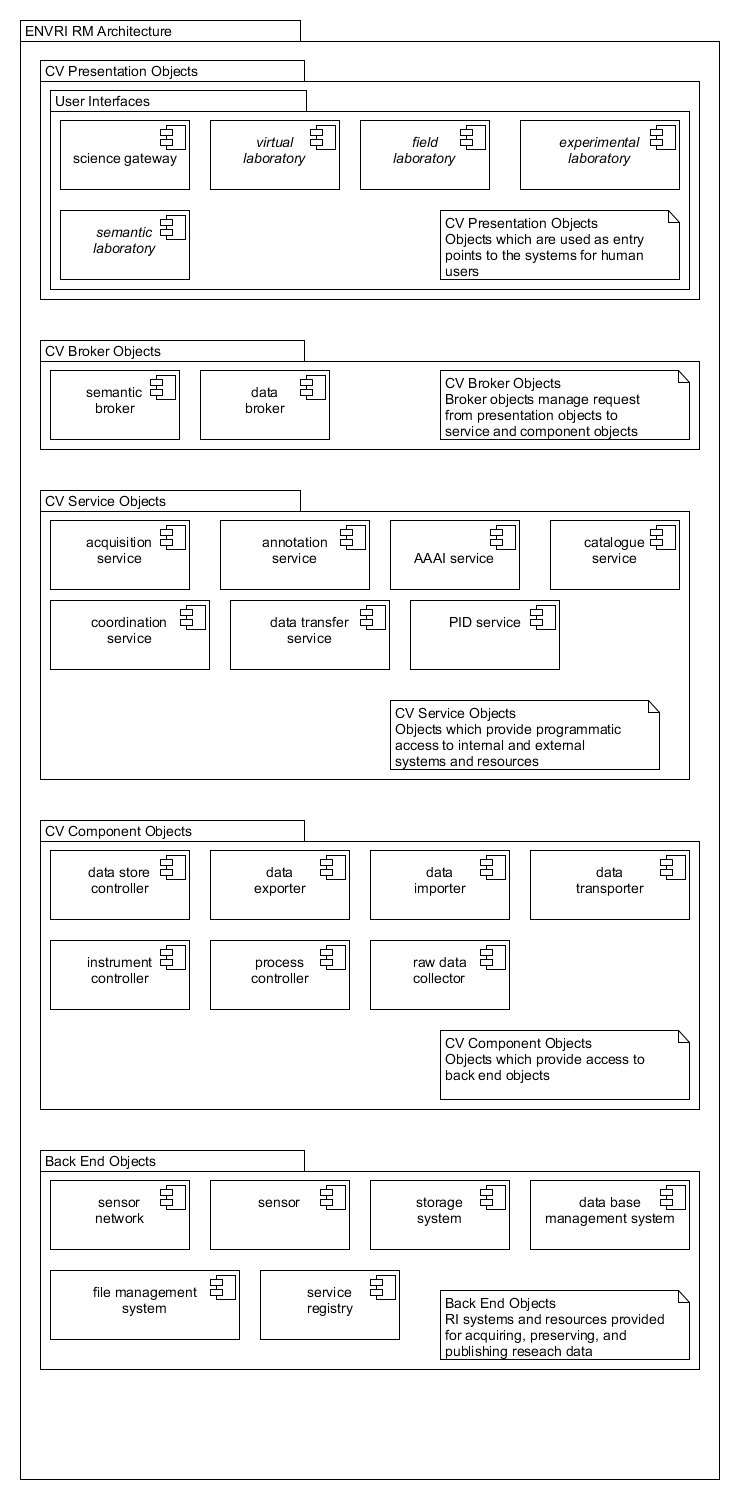 ENVRI RM Architecture
CV Presentation Objects
User Interfaces
science gateway
virtual
laboratory
field
laboratory
experimental
laboratory
semantic
laboratory
CV Presentation Objects
Objects which are used as entry
points to the systems for human
users
CV Broker Objects
semantic
broker
data
broker
CV Broker Objects
Broker objects manage request
from presentation objects to
service and component objects
CV Service Objects
acquisition
service
annotation
service
AAAI service
catalogue
service
coordination
service
data transfer
service
PID service
CV Service Objects
Objects which provide programmatic
access to internal and external
systems and resources
CV Component Objects
data store
controller
data
exporter
data
importer
data
transporter
instrument
controller
process
controller
raw data
collector
CV Component Objects
Objects which provide access to
back end objects
Back End Objects
sensor
network
sensor
storage
system
data base
management system
file management
system
service
registry
Back End Objects
RI systems and resources provided
for acquiring, preserving, and
publishing reseach data